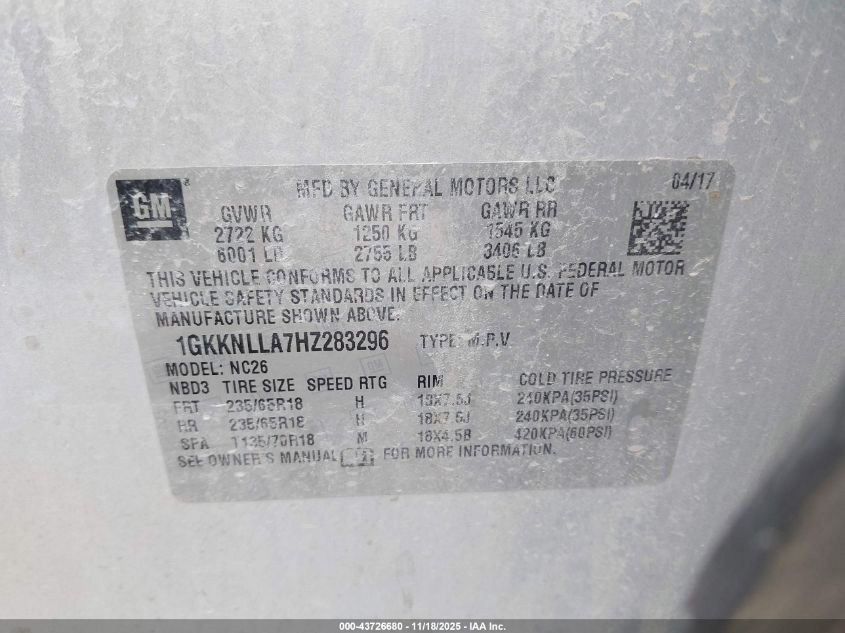 GM MFD BY GENERAL MOTORS LLC 04/17
GVWR GAWR FRT GAWR RR
2722 KG 1250 KG 1545 KG
6001 LB 2755 LB 3406 LB
THIS VEHICLE CONFORMS TO ALL APPLICABLE U.S. FEDERAL MOTOR
VEHICLE SAFETY STANDARDS IN EFFECT ON THE DATE OF
MANUFACTURE SHOWN ABOVE.
1GKKNLLA7HZ283296 TYPE: M.P.V
MODEL: NC26
NBD3 TIRE SIZE SPEED RTG RIM COLD TIRE PRESSURE
FRT 235/65R18 H 18X7.5J 240KPA(35PSI)
RR 235/65R18 H 18X7.5J 240KPA(35PSI)
SPA T135/70R18 M 18X4.5B 420KPA(60PSI)
SEE OWNER'S MANUAL FOR MORE INFORMATION.
000-43726680 - 11/18/2025 - IAA Inc.